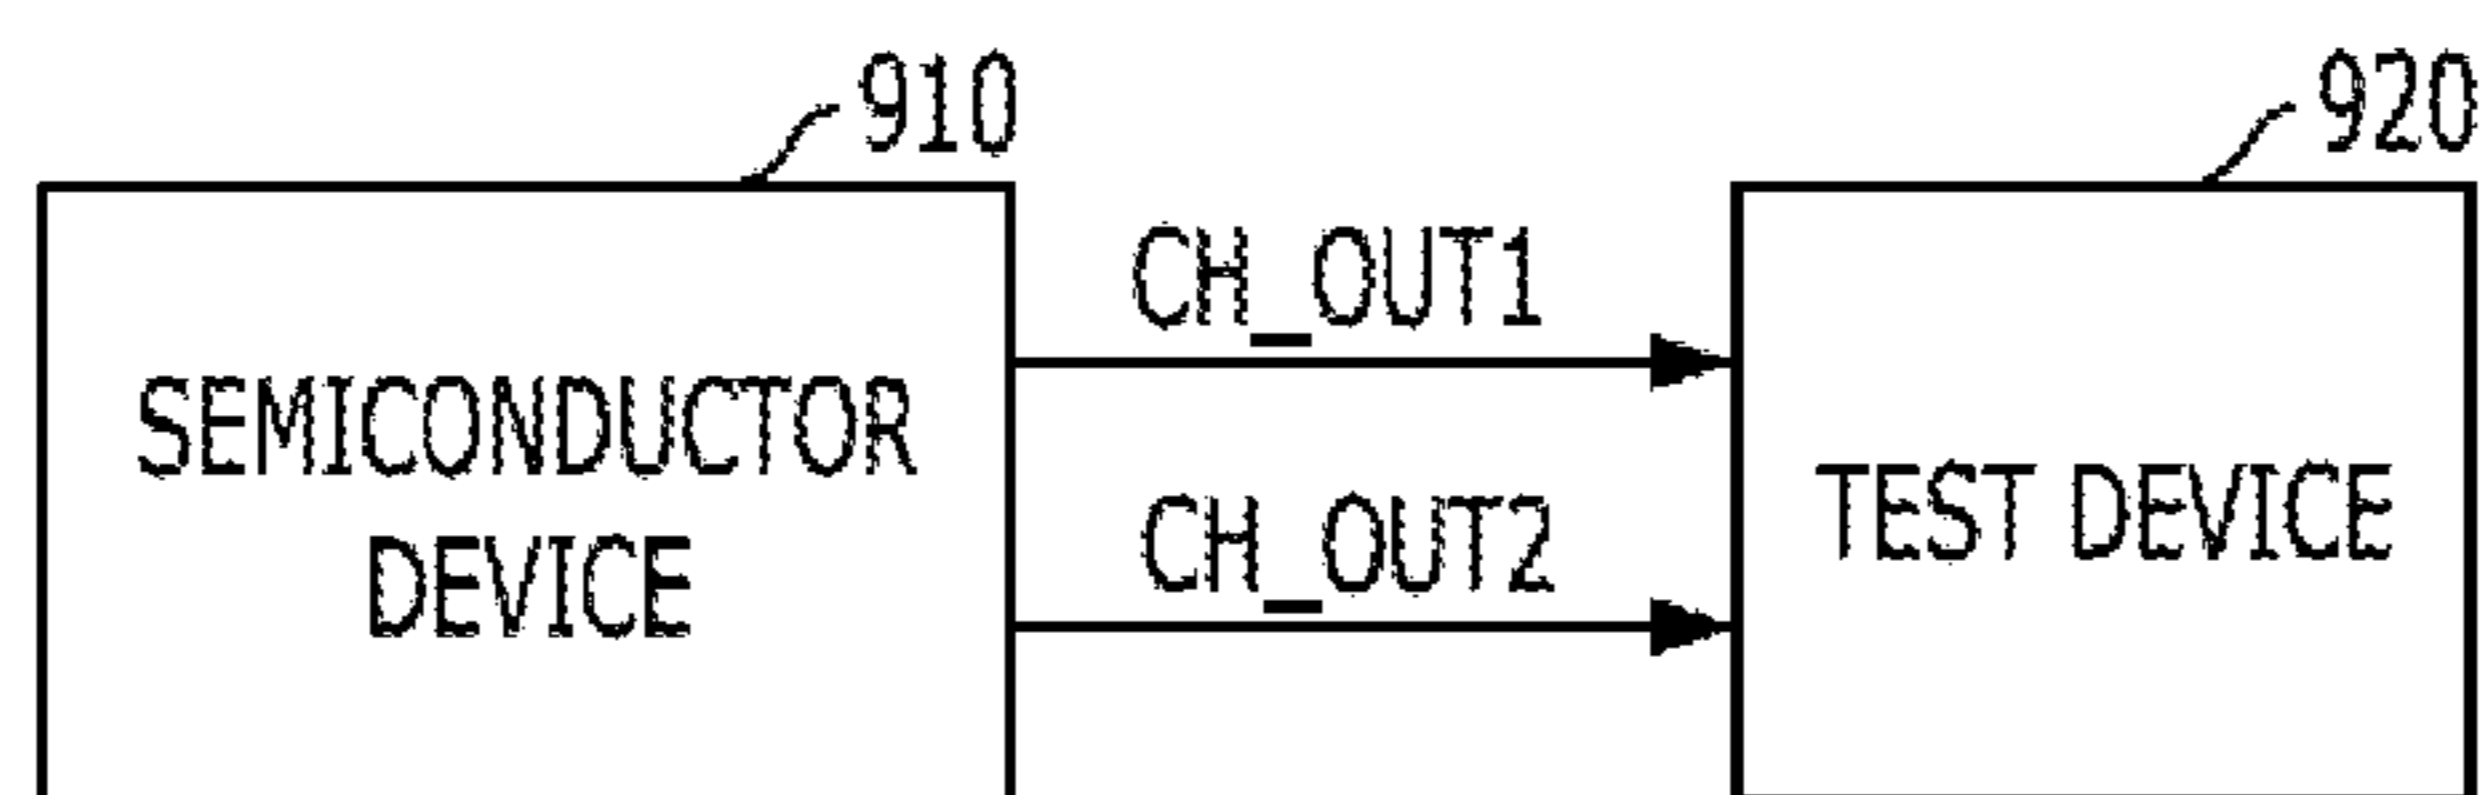 910
920
CH_OUT1
SEMICONDUCTOR
DEVICE
CH_OUT2
TEST DEVICE